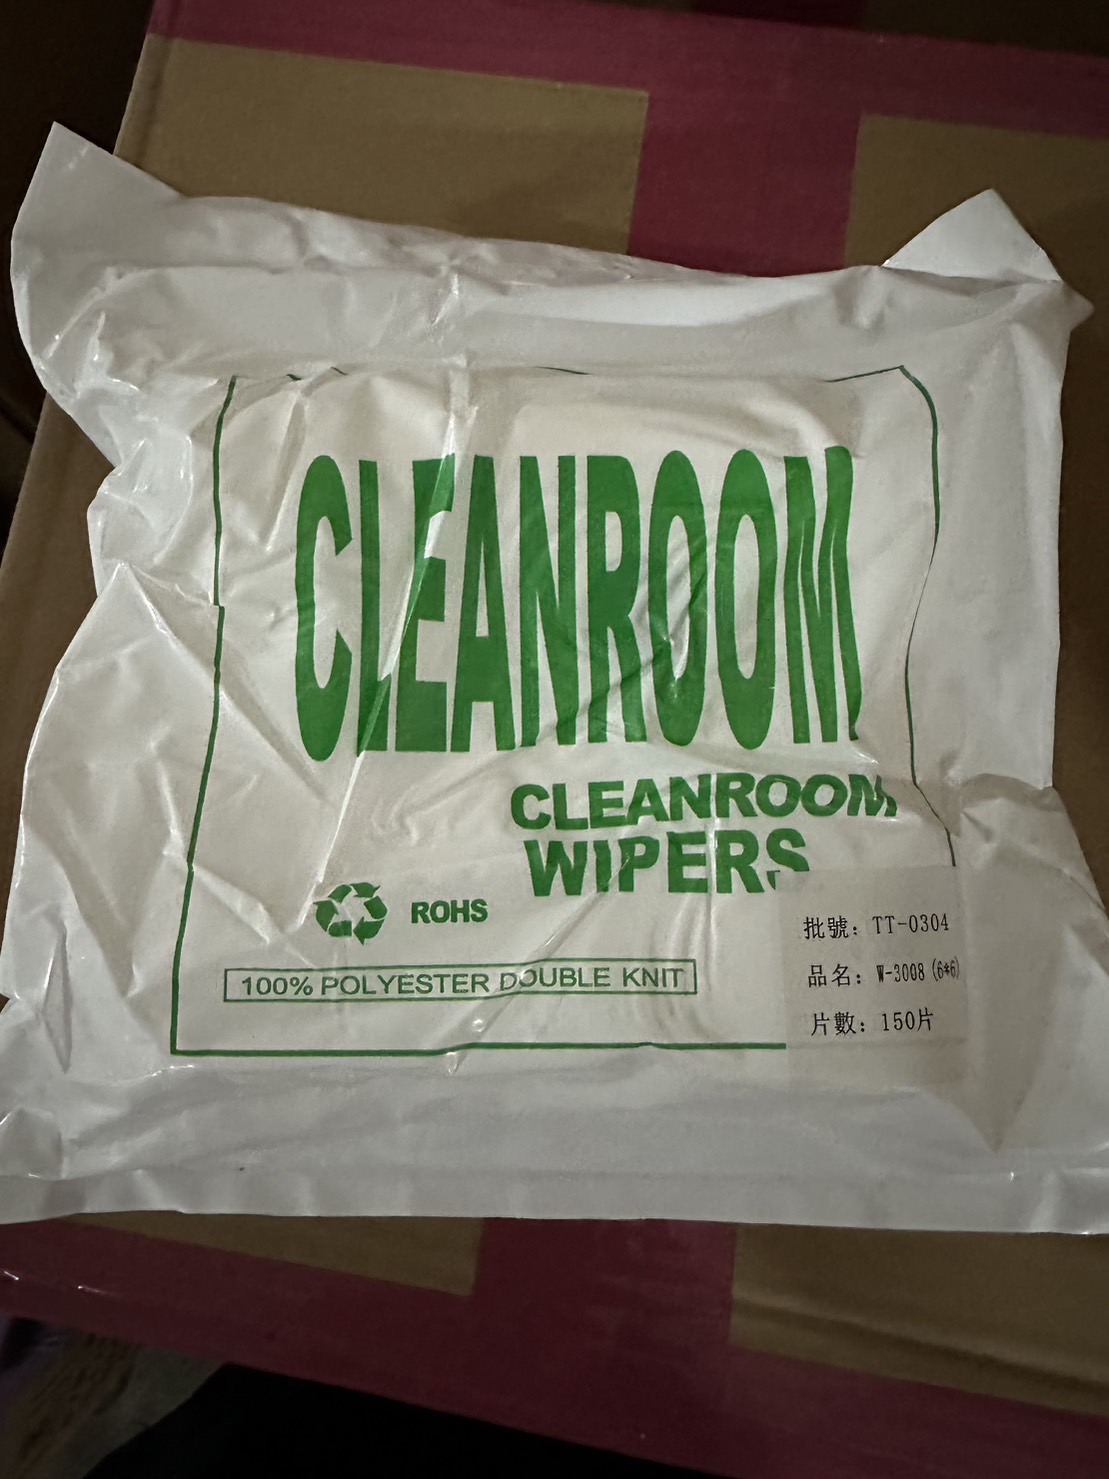 CLEANROOM
CLEANROOM
WIPERS
ROHS
100% POLYESTER DOUBLE KNIT
批號：TT-0304
品名：W-3008 (6*6)
片數：150片